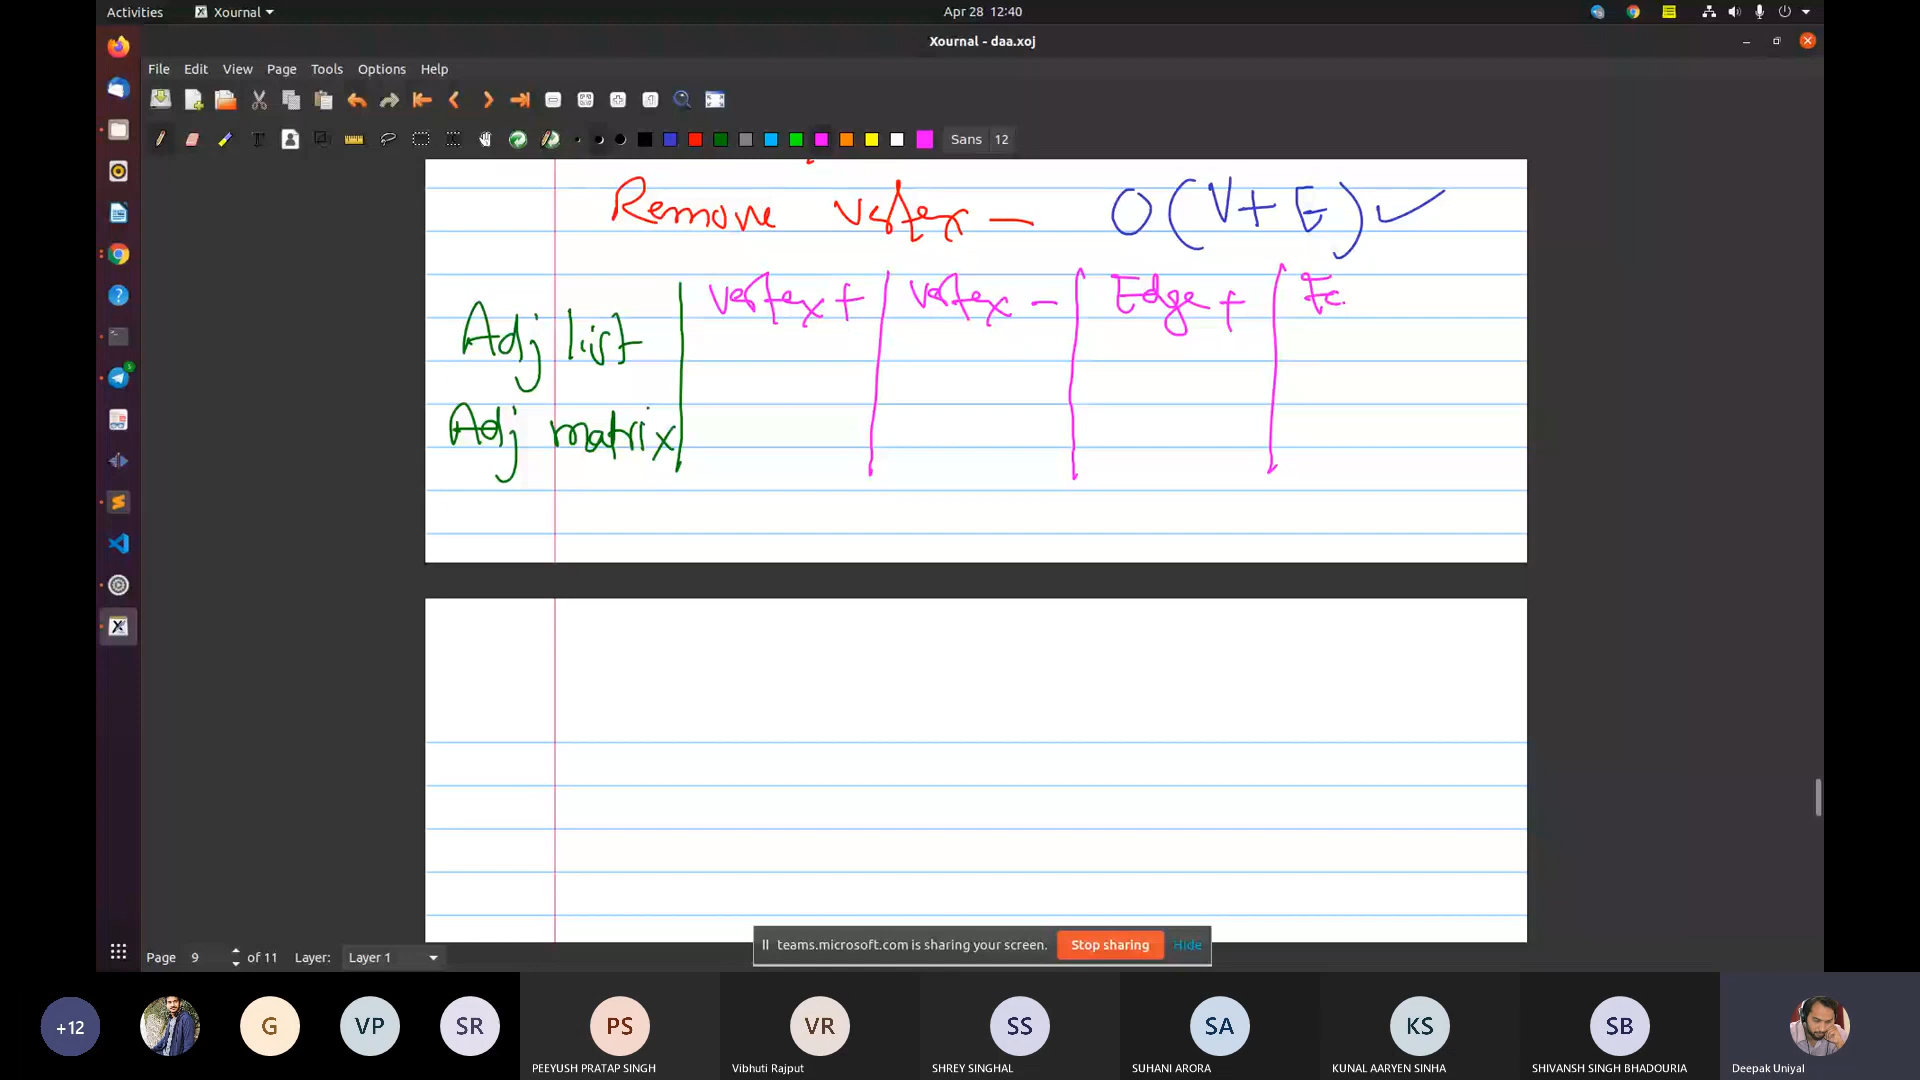 Activities Xournal Apr 28 12:40
Xournal - daa.xoj
File Edit View Page Tools Options Help
Sans 12
Remove vertex — O(V+E) ✓
vertex + vertex - Edge +
Adj list
Adj matrix
|| teams.microsoft.com is sharing your screen. Stop sharing Hide
Page 9 of 11 Layer: Layer 1
+12 G VP SR PS VR SS SA KS SB
PEEYUSH PRATAP SINGH Vibhuti Rajput SHREY SINGHAL SUHANI ARORA KUNAL AARYEN SINHA SHIVANSH SINGH BHADOURIA Deepak Uniyal